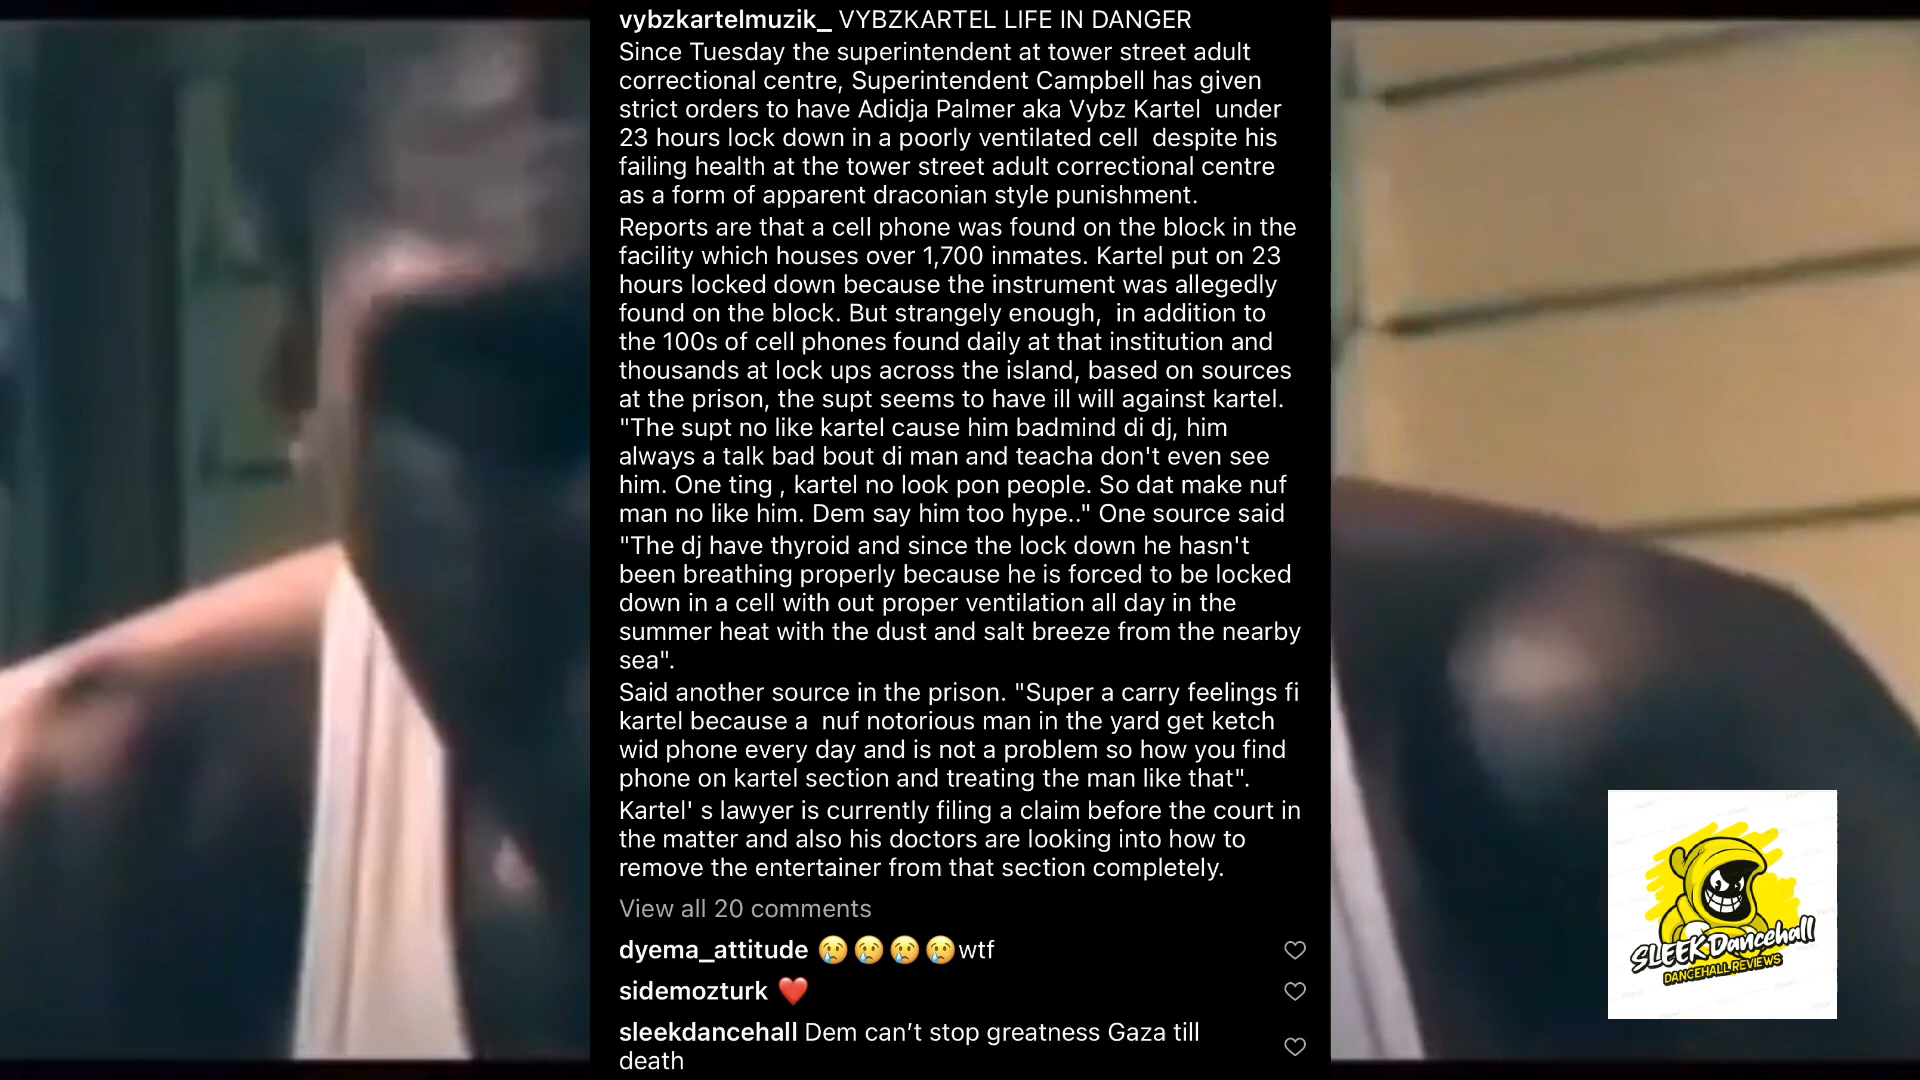 vybzkartelmuzik_ VYBZKARTEL LIFE IN DANGER
Since Tuesday the superintendent at tower street adult
correctional centre, Superintendent Campbell has given
strict orders to have Adidja Palmer aka Vybz Kartel  under
23 hours lock down in a poorly ventilated cell  despite his
failing health at the tower street adult correctional centre
as a form of apparent draconian style punishment.
Reports are that a cell phone was found on the block in the
facility which houses over 1,700 inmates. Kartel put on 23
hours locked down because the instrument was allegedly
found on the block. But strangely enough,  in addition to
the 100s of cell phones found daily at that institution and
thousands at lock ups across the island, based on sources
at the prison, the supt seems to have ill will against kartel.
"The supt no like kartel cause him badmind di dj, him
always a talk bad bout di man and teacha don't even see
him. One ting , kartel no look pon people. So dat make nuf
man no like him. Dem say him too hype.." One source said
"The dj have thyroid and since the lock down he hasn't
been breathing properly because he is forced to be locked
down in a cell with out proper ventilation all day in the
summer heat with the dust and salt breeze from the nearby
sea".
Said another source in the prison. "Super a carry feelings fi
kartel because a  nuf notorious man in the yard get ketch
wid phone every day and is not a problem so how you find
phone on kartel section and treating the man like that".
Kartel' s lawyer is currently filing a claim before the court in
the matter and also his doctors are looking into how to
remove the entertainer from that section completely.
View all 20 comments
dyema_attitude 😢😢😢😢wtf
sidemozturk ❤️
sleekdancehall Dem can’t stop greatness Gaza till
death
SLEEK Dancehall
DANCEHALL REVIEWS